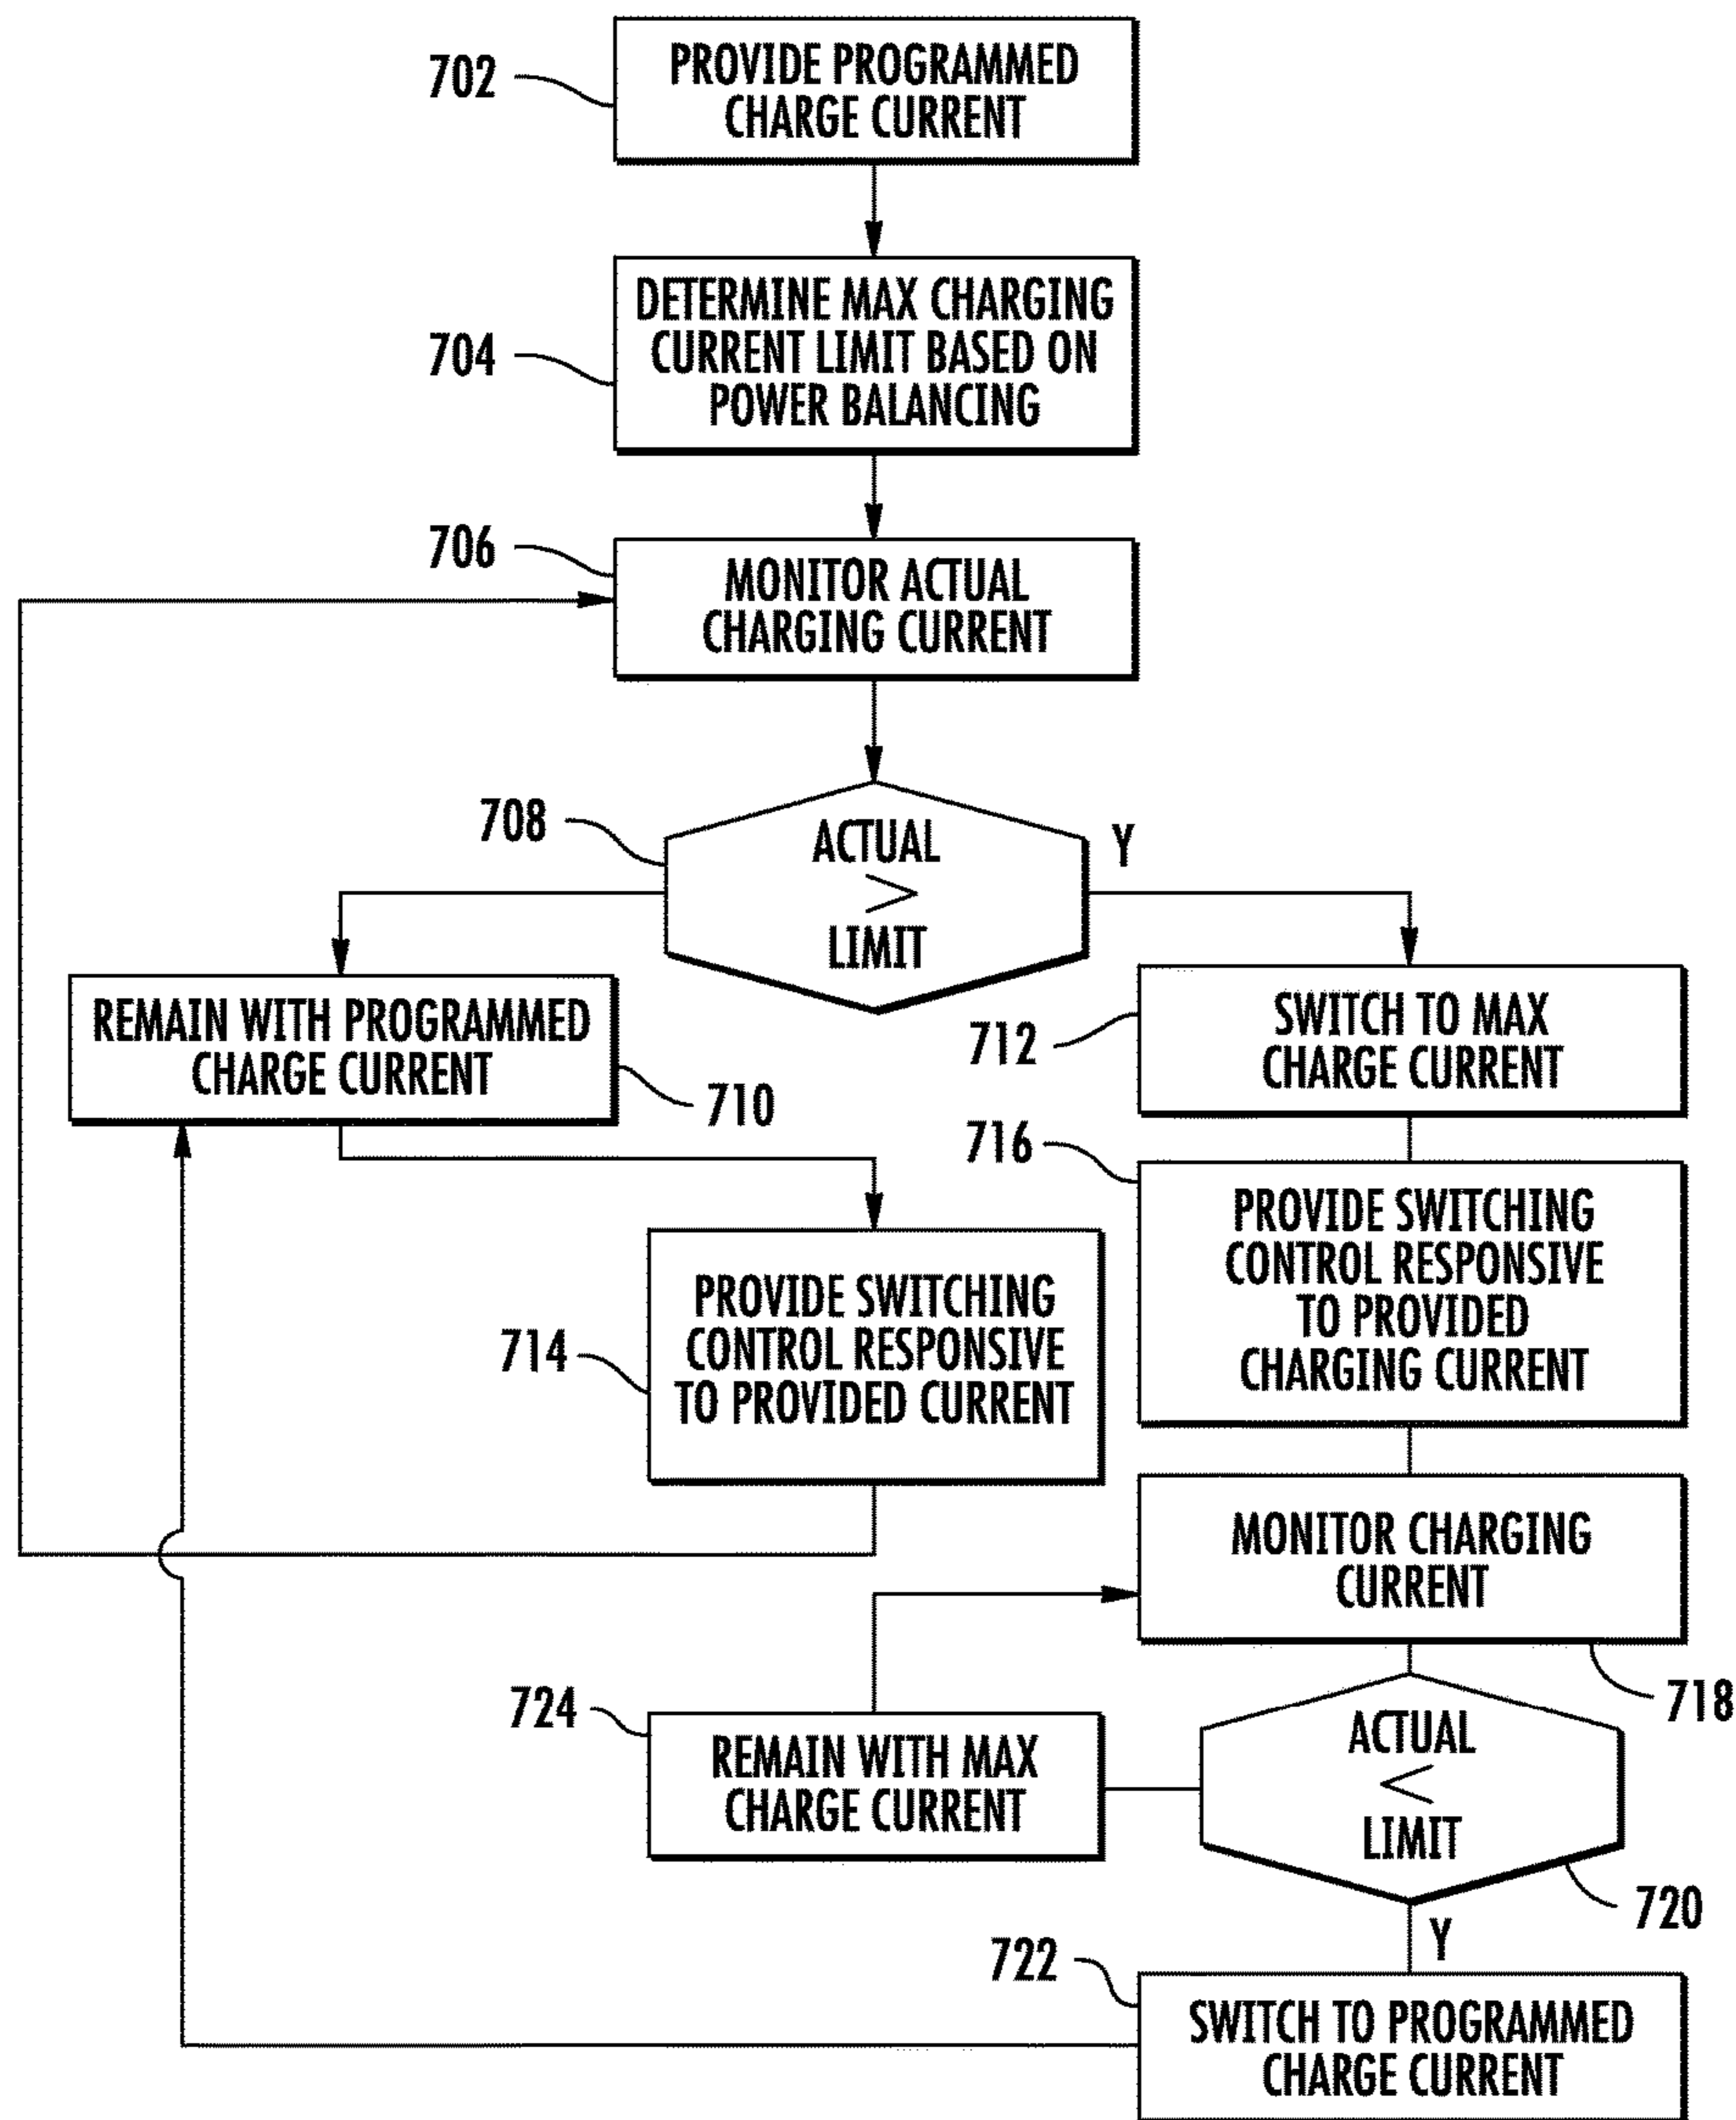 702
PROVIDE PROGRAMMED
CHARGE CURRENT
704
DETERMINE MAX CHARGING
CURRENT LIMIT BASED ON
POWER BALANCING
706
MONITOR ACTUAL
CHARGING CURRENT
708
ACTUAL
>
LIMIT
Y
REMAIN WITH PROGRAMMED
CHARGE CURRENT
710
712
SWITCH TO MAX
CHARGE CURRENT
714
PROVIDE SWITCHING
CONTROL RESPONSIVE
TO PROVIDED CURRENT
716
PROVIDE SWITCHING
CONTROL RESPONSIVE
TO PROVIDED
CHARGING CURRENT
MONITOR CHARGING
CURRENT
718
724
REMAIN WITH MAX
CHARGE CURRENT
ACTUAL
<
LIMIT
720
Y
722
SWITCH TO PROGRAMMED
CHARGE CURRENT